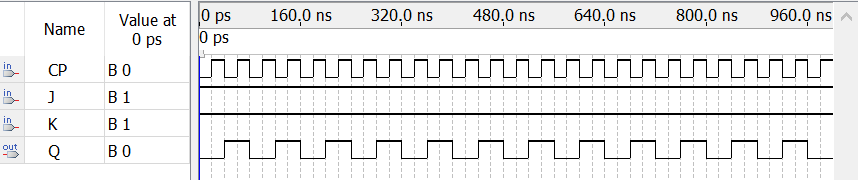 Name
Value at
0 ps
0 ps
160.0 ns
320.0 ns
480.0 ns
640.0 ns
800.0 ns
960.0 ns
0 ps
in
CP
B 0
in
J
B 1
in
K
B 1
out
Q
B 0